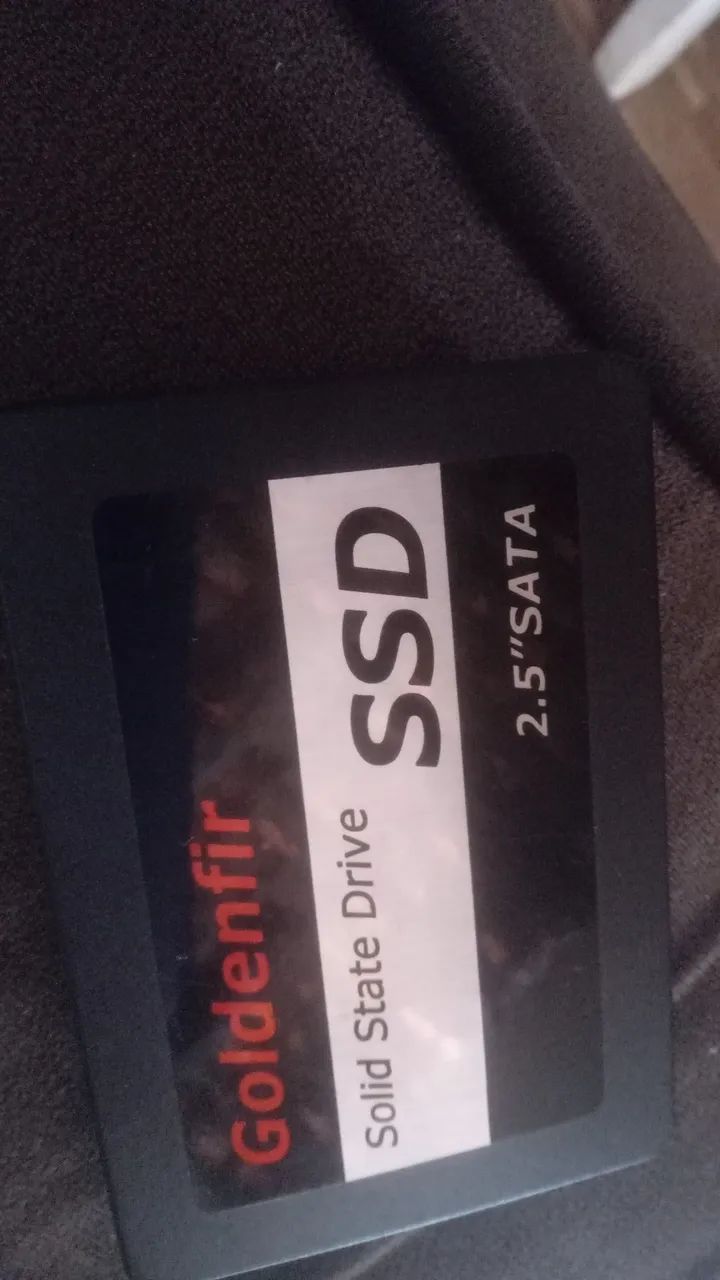 Goldenfir
Solid State Drive SSD
2.5"SATA